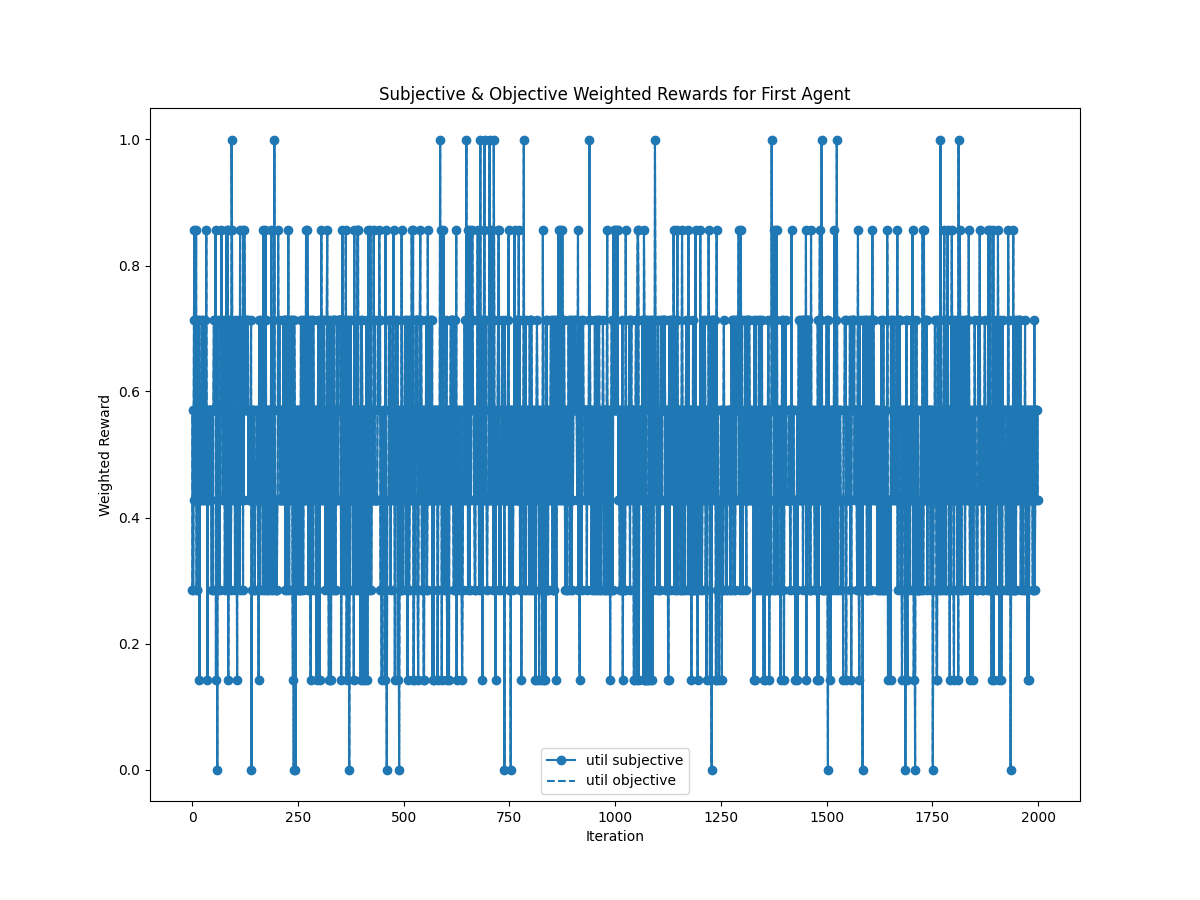 Subjective & Objective Weighted Rewards for First Agent
1.0
0.8
0.6
0.4
0.2
0.0
Weighted Reward
util subjective
util objective
0 250 500 750 1000 1250 1500 1750 2000
Iteration